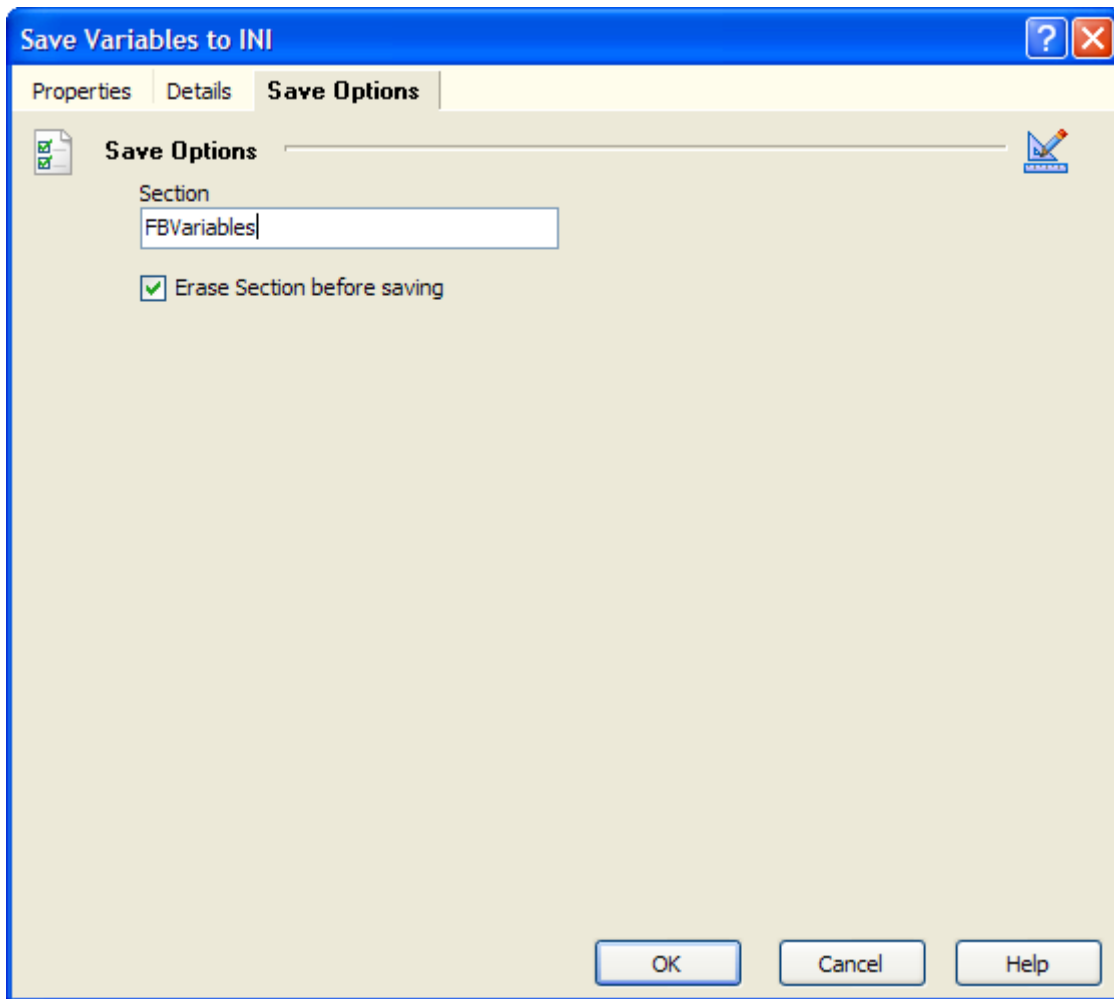 Save Variables to INI
?
Properties Details Save Options
Save Options
Section
FBVariables
Erase Section before saving
OK Cancel Help